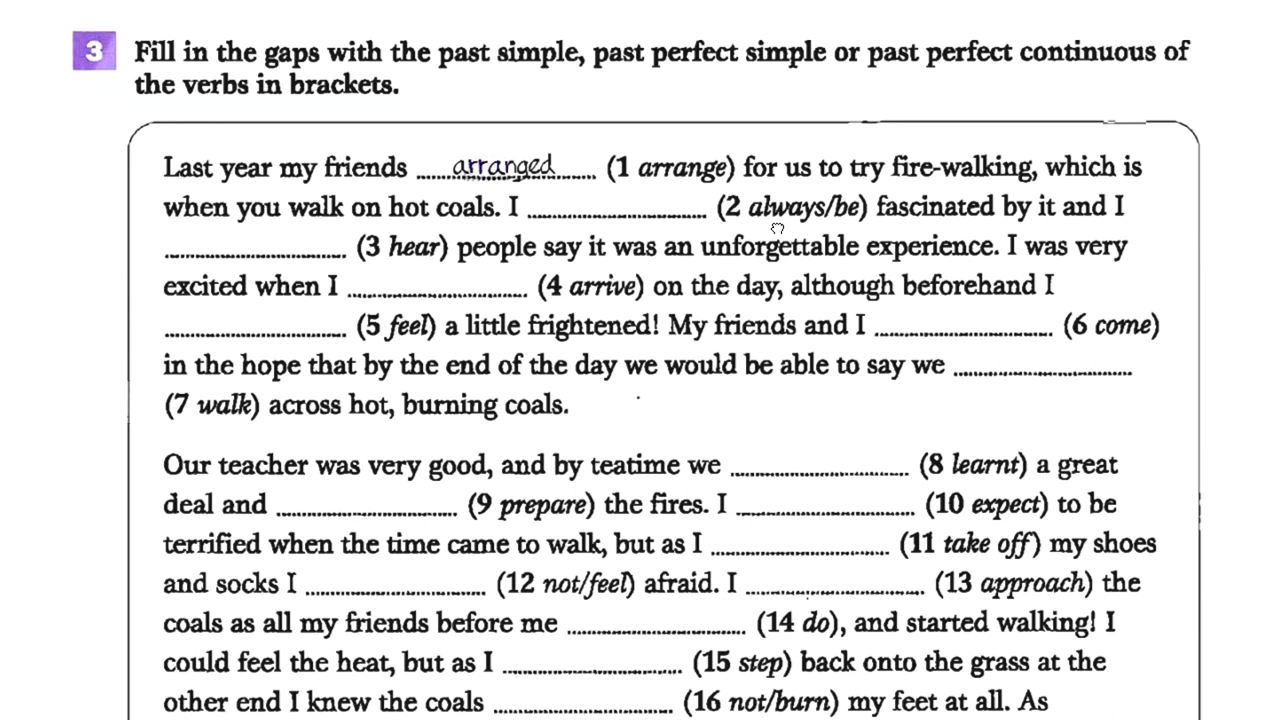 3 Fill in the gaps with the past simple, past perfect simple or past perfect continuous of
the verbs in brackets.
Last year my friends ........arranged........ (1 arrange) for us to try fire-walking, which is
when you walk on hot coals. I ................................ (2 always/be) fascinated by it and I
................................ (3 hear) people say it was an unforgettable experience. I was very
excited when I ................................ (4 arrive) on the day, although beforehand I
................................ (5 feel) a little frightened! My friends and I ................................ (6 come)
in the hope that by the end of the day we would be able to say we ................................
(7 walk) across hot, burning coals.
Our teacher was very good, and by teatime we ................................ (8 learnt) a great
deal and ................................ (9 prepare) the fires. I ................................ (10 expect) to be
terrified when the time came to walk, but as I ................................ (11 take off) my shoes
and socks I ................................ (12 not/feel) afraid. I ................................ (13 approach) the
coals as all my friends before me ................................ (14 do), and started walking! I
could feel the heat, but as I ................................ (15 step) back onto the grass at the
other end I knew the coals ................................ (16 not/burn) my feet at all. As